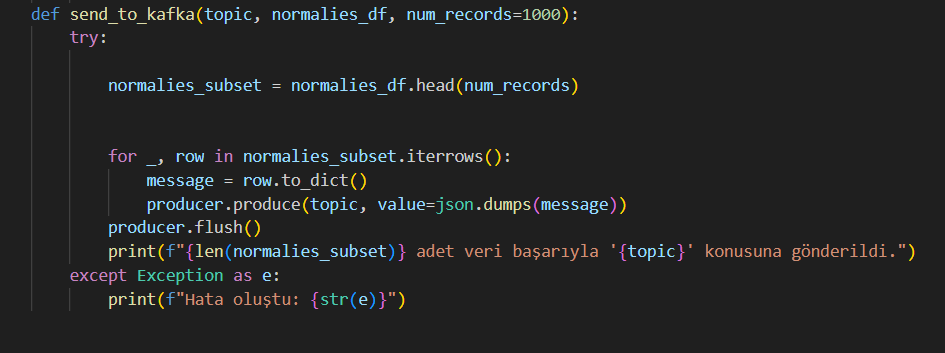 def send_to_kafka(topic, normalies_df, num_records=1000):
    try:

        normalies_subset = normalies_df.head(num_records)


        for _, row in normalies_subset.iterrows():
            message = row.to_dict()
            producer.produce(topic, value=json.dumps(message))
        producer.flush()
        print(f"{len(normalies_subset)} adet veri başarıyla '{topic}' konusuna gönderildi.")
    except Exception as e:
        print(f"Hata oluştu: {str(e)}")